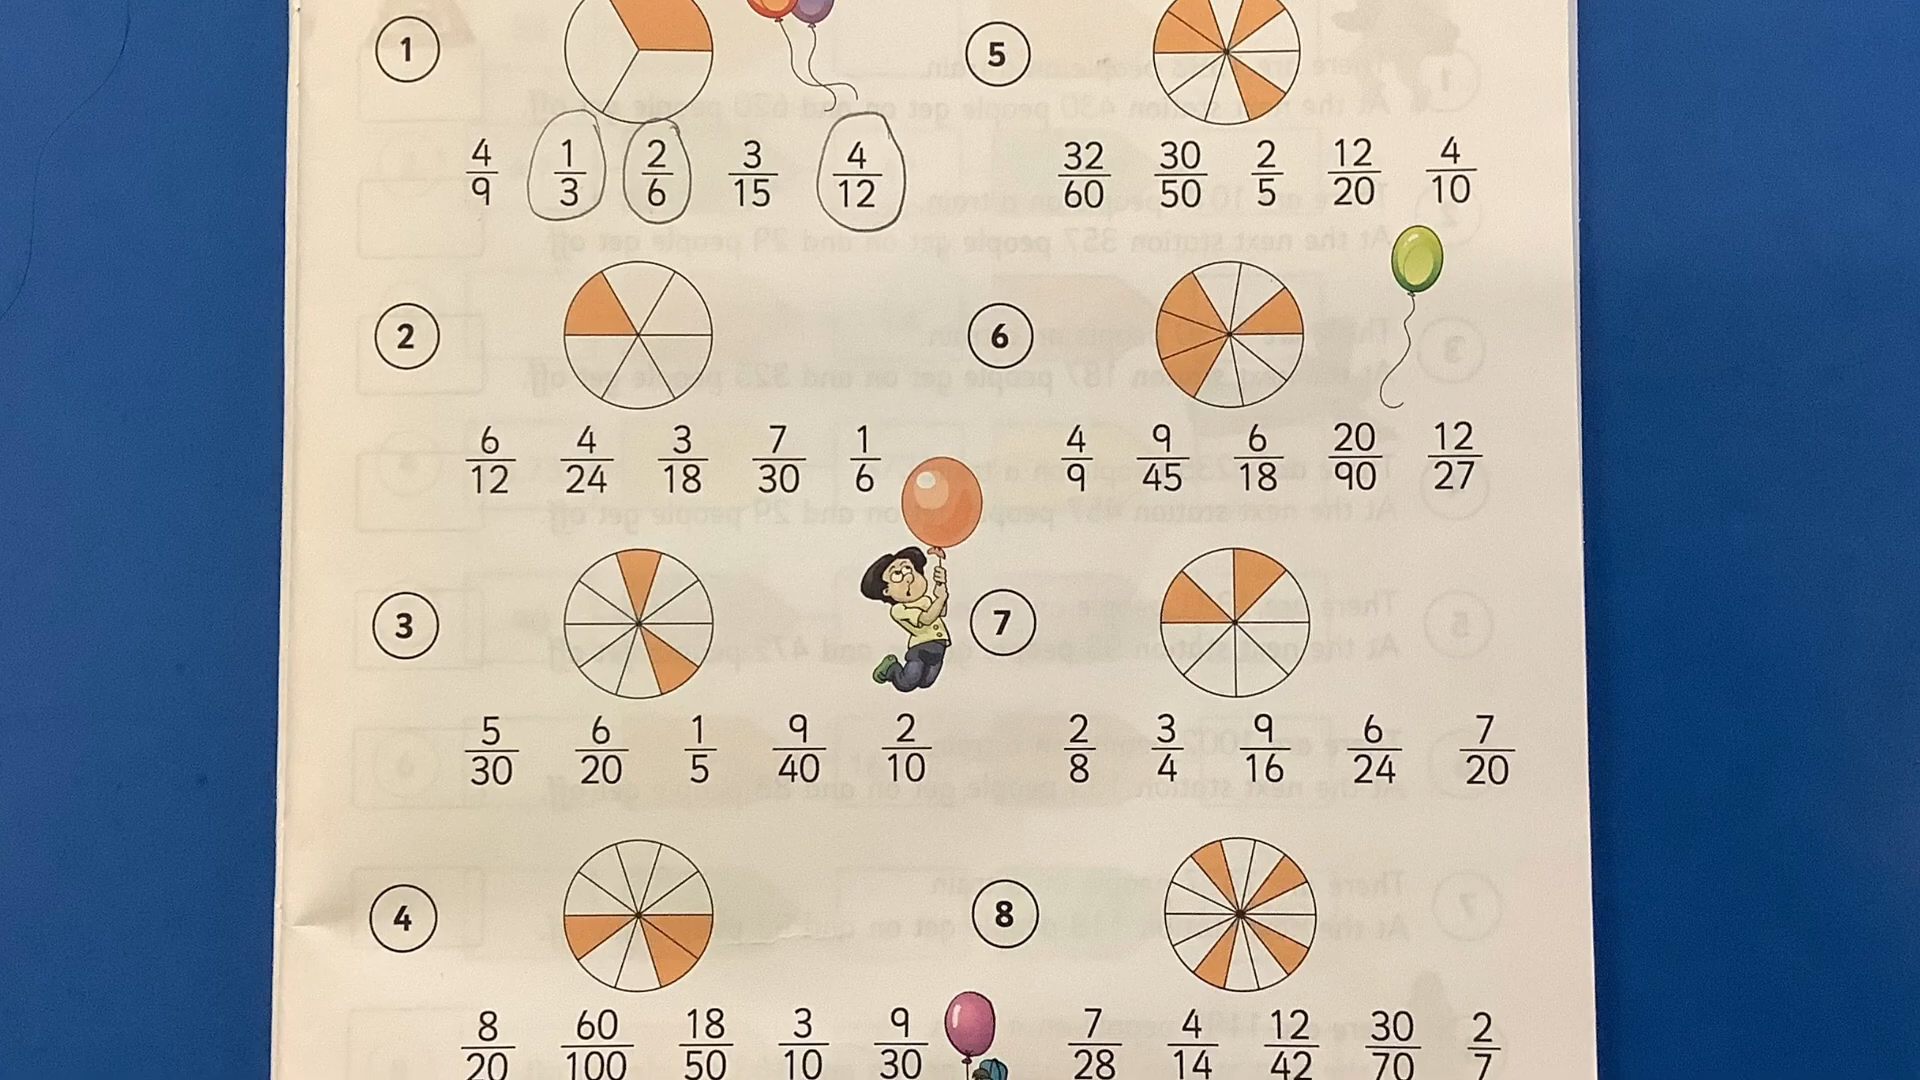 1
4/9 1/3 2/6 3/15 4/12
2
6/12 4/24 3/18 7/30 1/6
3
5/30 6/20 1/5 9/40 2/10
4
8/20 60/100 18/50 3/10 9/30
5
32/60 30/50 2/5 12/20 4/10
6
4/9 9/45 6/18 20/90 12/27
7
2/8 3/4 9/16 6/24 7/20
8
7/28 4/14 12/42 30/70 2/7